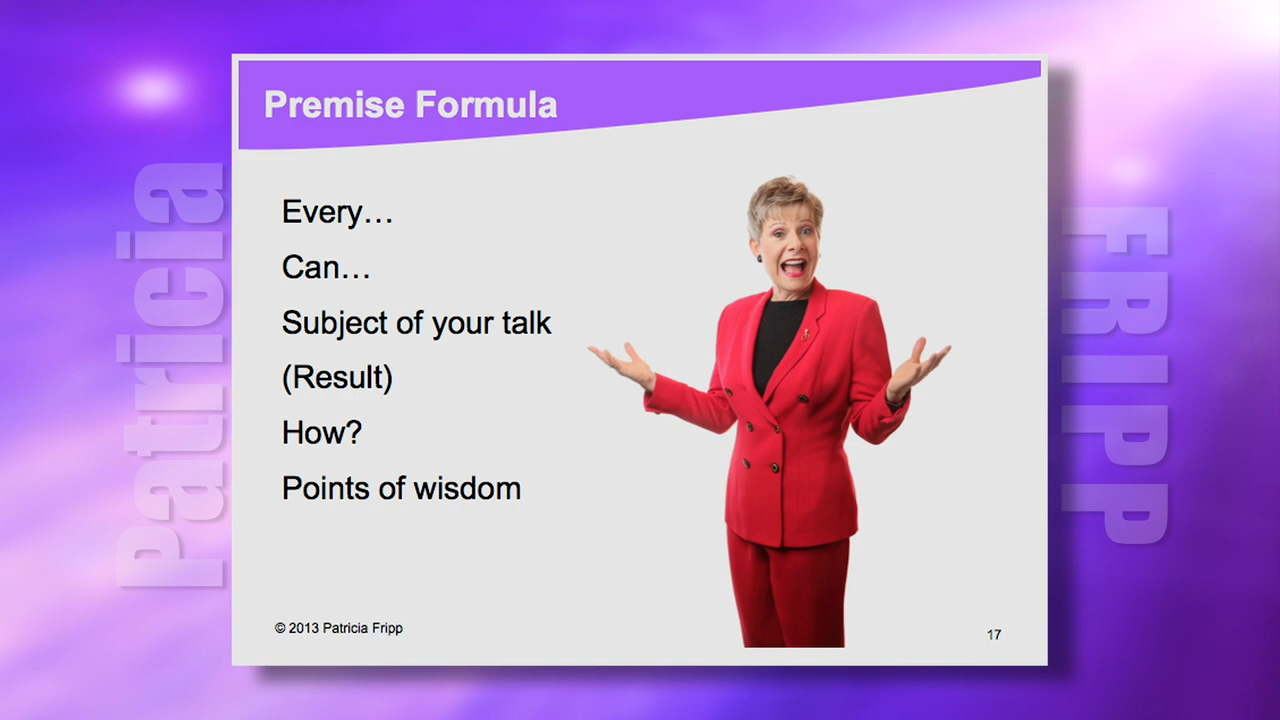 Premise Formula
Every…
Can…
Subject of your talk
(Result)
How?
Points of wisdom
© 2013 Patricia Fripp
17
Patricia
FRIPP